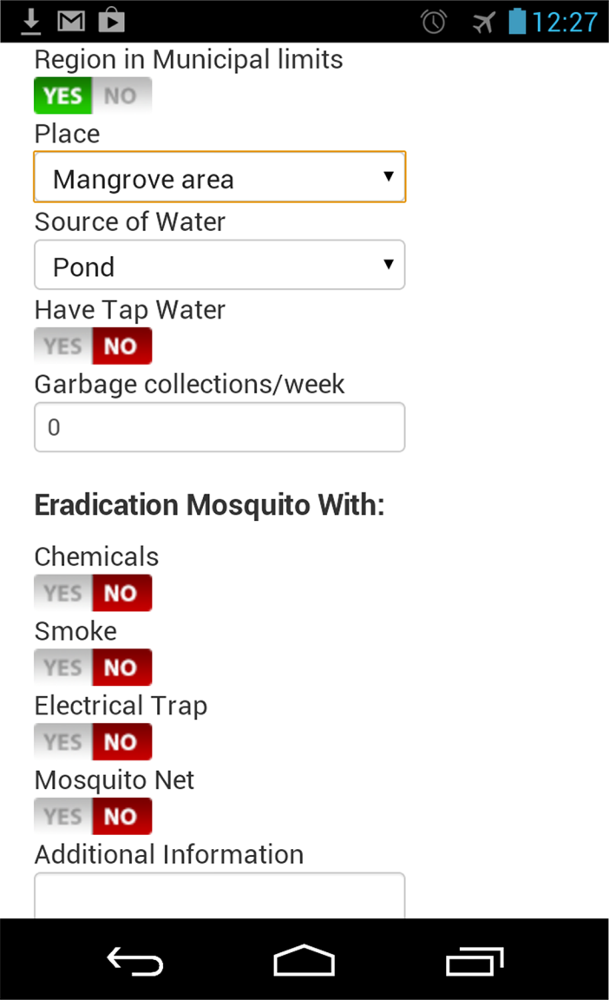 12:27
Region in Municipal limits
YES NO
Place
Mangrove area
Source of Water
Pond
Have Tap Water
YES NO
Garbage collections/week
0
Eradication Mosquito With:
Chemicals
YES NO
Smoke
YES NO
Electrical Trap
YES NO
Mosquito Net
YES NO
Additional Information